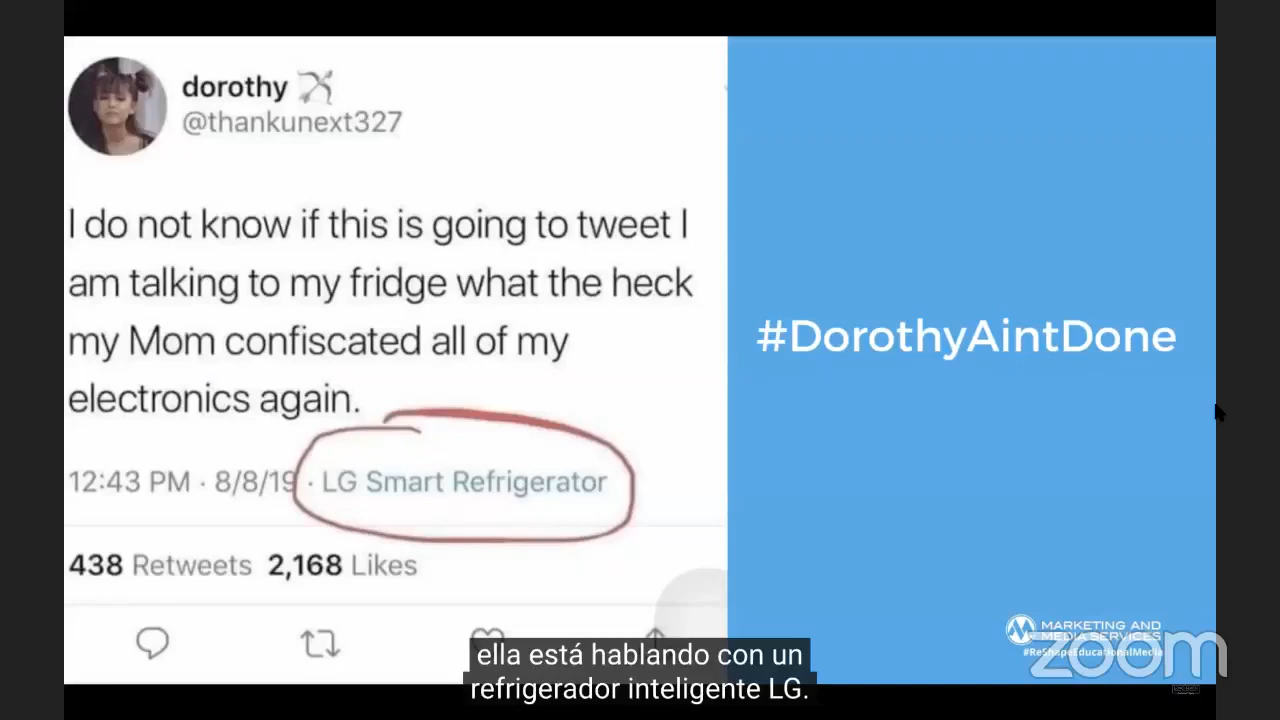 dorothy
@thankunext327
I do not know if this is going to tweet I
am talking to my fridge what the heck
my Mom confiscated all of my
electronics again.
12:43 PM · 8/8/19 · LG Smart Refrigerator
438 Retweets 2,168 Likes
#DorothyAintDone
MARKETING AND
MEDIA SERVICES
#ReShapeEducationalMedia
zoom
ella está hablando con un
refrigerador inteligente LG.